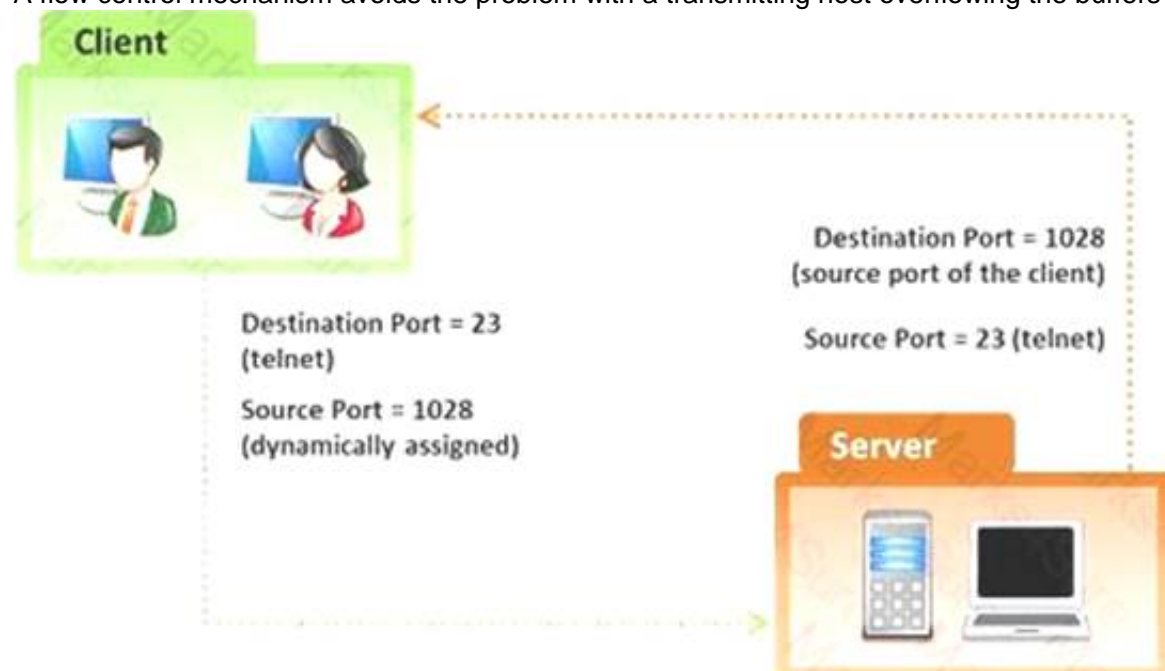 A flow control mechanism avoids the problem with a transmitting host overflowing the buffers
Client
Destination Port = 1028
(source port of the client)
Source Port = 23 (telnet)
Destination Port = 23
(telnet)
Source Port = 1028
(dynamically assigned)
Server